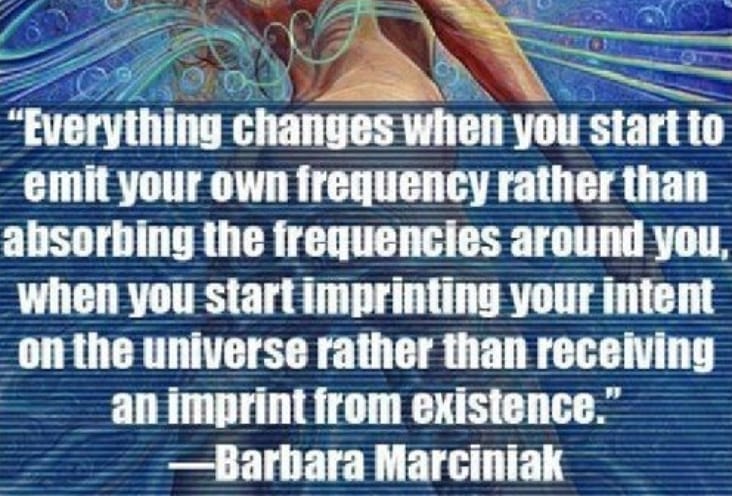 “Everything changes when you start to
emit your own frequency rather than
absorbing the frequencies around you,
when you start imprinting your intent
on the universe rather than receiving
an imprint from existence.”
—Barbara Marciniak